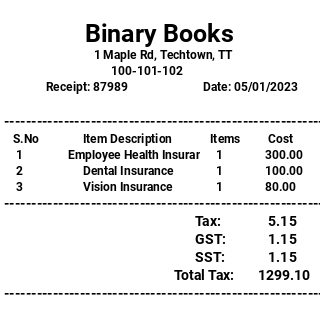 Binary Books
1 Maple Rd, Techtown, TT
100-101-102
Receipt: 87989 Date: 05/01/2023
S.No Item Description Items Cost
1 Employee Health Insurar 1 300.00
2 Dental Insurance 1 100.00
3 Vision Insurance 1 80.00
Tax: 5.15
GST: 1.15
SST: 1.15
Total Tax: 1299.10